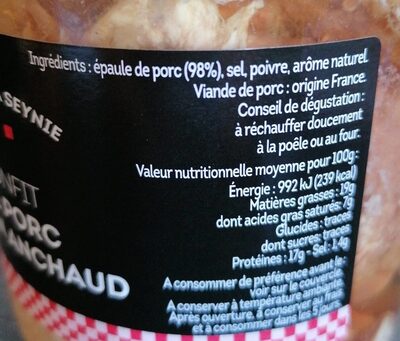 Ingrédients : épaule de porc (98%), sel, poivre, arôme naturel.
Viande de porc : origine France.
Conseil de dégustation :
à réchauffer doucement
à la poêle ou au four.
Valeur nutritionnelle moyenne pour 100g :
Énergie : 992 kJ (239 kcal)
Matières grasses : 19g
dont acides gras saturés: 7g
Glucides : traces
dont sucres: traces
Protéines : 17g - Sel : 1,4g
A consommer de préférence avant le :
voir sur le couvercle
A conserver à température ambiante
Après ouverture, à conserver au frais
et à consommer dans les 5 jours
SEYNIE
NFIT
PORC
ANCHAUD